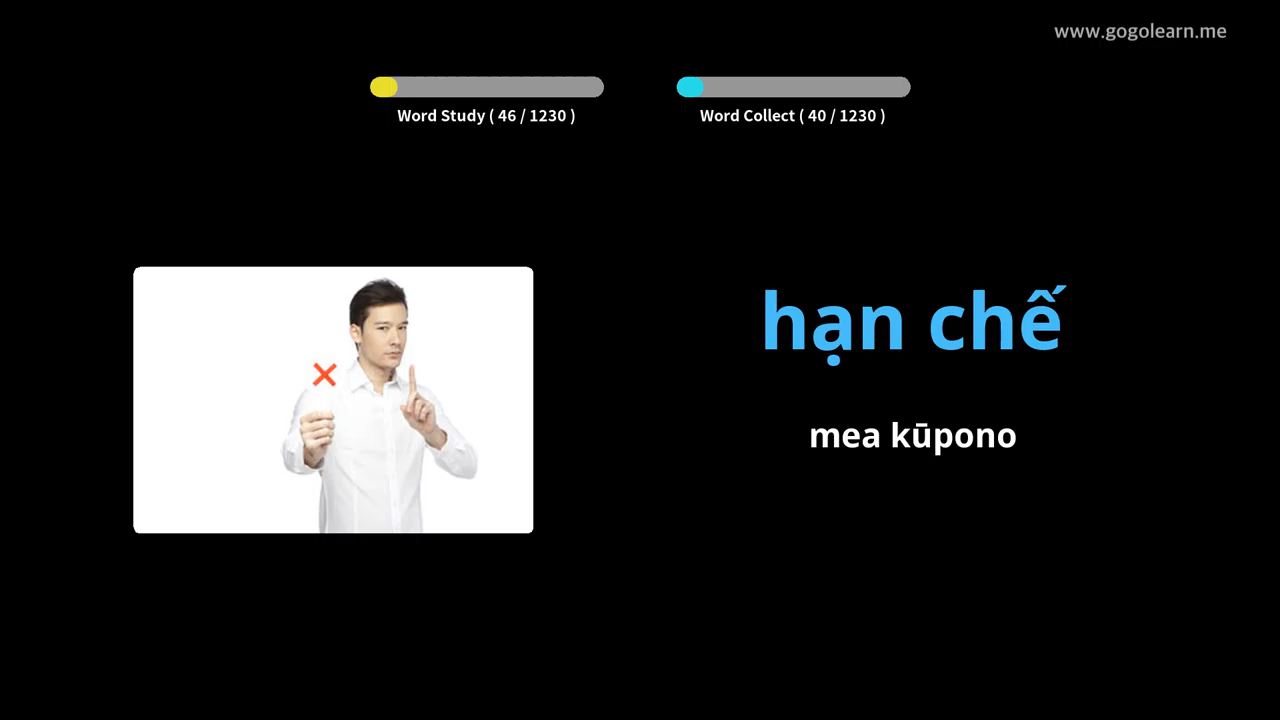 www.gogolearn.me
Word Study ( 46 / 1230 )
Word Collect ( 40 / 1230 )
hạn chế
mea kūpono